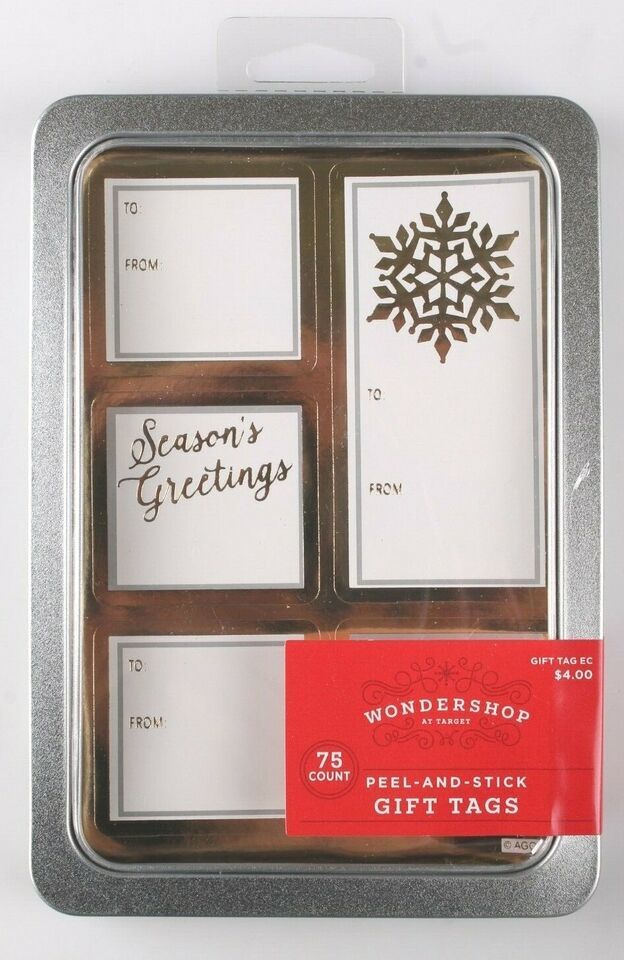 TO:
FROM:
TO:
FROM:
Season's
Greetings
TO:
FROM:
GIFT TAG EC
$4.00
WONDERSHOP
AT TARGET
75
COUNT
PEEL-AND-STICK
GIFT TAGS